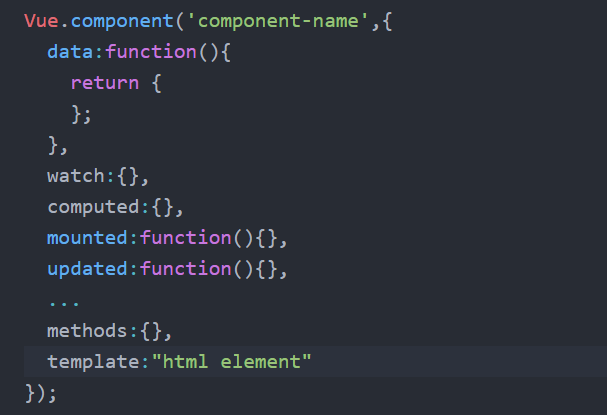 Vue.component('component-name',{
  data:function(){
    return {
    };
  },
  watch:{},
  computed:{},
  mounted:function(){},
  updated:function(){},
  ...
  methods:{},
  template:"html element"
});